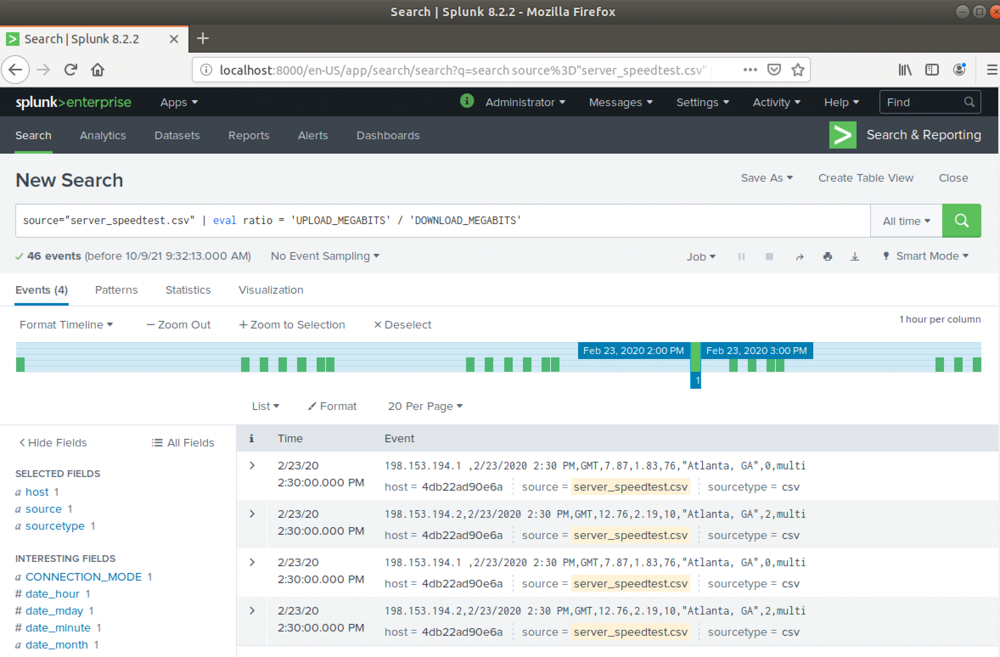 Search | Splunk 8.2.2 - Mozilla Firefox
Search | Splunk 8.2.2
localhost:8000/en-US/app/search/search?q=search source%3D"server_speedtest.csv"
splunk>enterprise Apps Administrator Messages Settings Activity Help Find
Search Analytics Datasets Reports Alerts Dashboards Search & Reporting
New Search Save As Create Table View Close
source="server_speedtest.csv" | eval ratio = 'UPLOAD_MEGABITS' / 'DOWNLOAD_MEGABITS' All time
46 events (before 10/9/21 9:32:13.000 AM) No Event Sampling Job Smart Mode
Events (4) Patterns Statistics Visualization
Format Timeline — Zoom Out + Zoom to Selection × Deselect 1 hour per column
Feb 23, 2020 2:00 PM Feb 23, 2020 3:00 PM
1
List Format 20 Per Page
< Hide Fields All Fields
SELECTED FIELDS
a host 1
a source 1
a sourcetype 1
INTERESTING FIELDS
a CONNECTION_MODE 1
# date_hour 1
# date_mday 1
# date_minute 1
a date_month 1
i Time Event
> 2/23/20 198.153.194.1 ,2/23/2020 2:30 PM,GMT,7.87,1.83,76,"Atlanta, GA",0,multi
2:30:00.000 PM host = 4db22ad90e6a source = server_speedtest.csv sourcetype = csv
> 2/23/20 198.153.194.2,2/23/2020 2:30 PM,GMT,12.76,2.19,10,"Atlanta, GA",2,multi
2:30:00.000 PM host = 4db22ad90e6a source = server_speedtest.csv sourcetype = csv
> 2/23/20 198.153.194.1 ,2/23/2020 2:30 PM,GMT,7.87,1.83,76,"Atlanta, GA",0,multi
2:30:00.000 PM host = 4db22ad90e6a source = server_speedtest.csv sourcetype = csv
> 2/23/20 198.153.194.2,2/23/2020 2:30 PM,GMT,12.76,2.19,10,"Atlanta, GA",2,multi
2:30:00.000 PM host = 4db22ad90e6a source = server_speedtest.csv sourcetype = csv